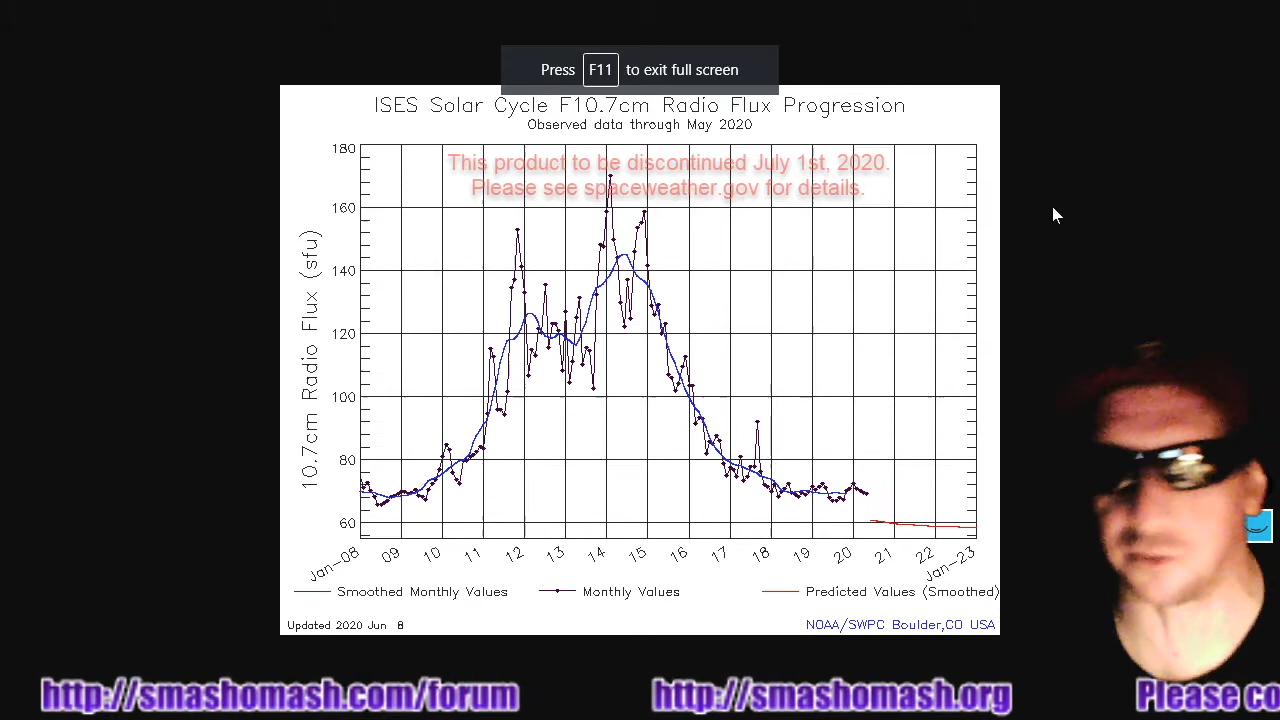 Press F11 to exit full screen
ISES Solar Cycle F10.7cm Radio Flux Progression
Observed data through May 2020
This product to be discontinued July 1st, 2020.
Please see spaceweather.gov for details.
10.7cm Radio Flux (sfu)
180
160
140
120
100
80
60
Jan-08 09 10 11 12 13 14 15 16 17 18 19 20 21 22 Jan-23
Smoothed Monthly Values Monthly Values Predicted Values (Smoothed)
Updated 2020 Jun 8 NOAA/SWPC Boulder,CO USA
http://smashomash.com/forum http://smashomash.org Please co